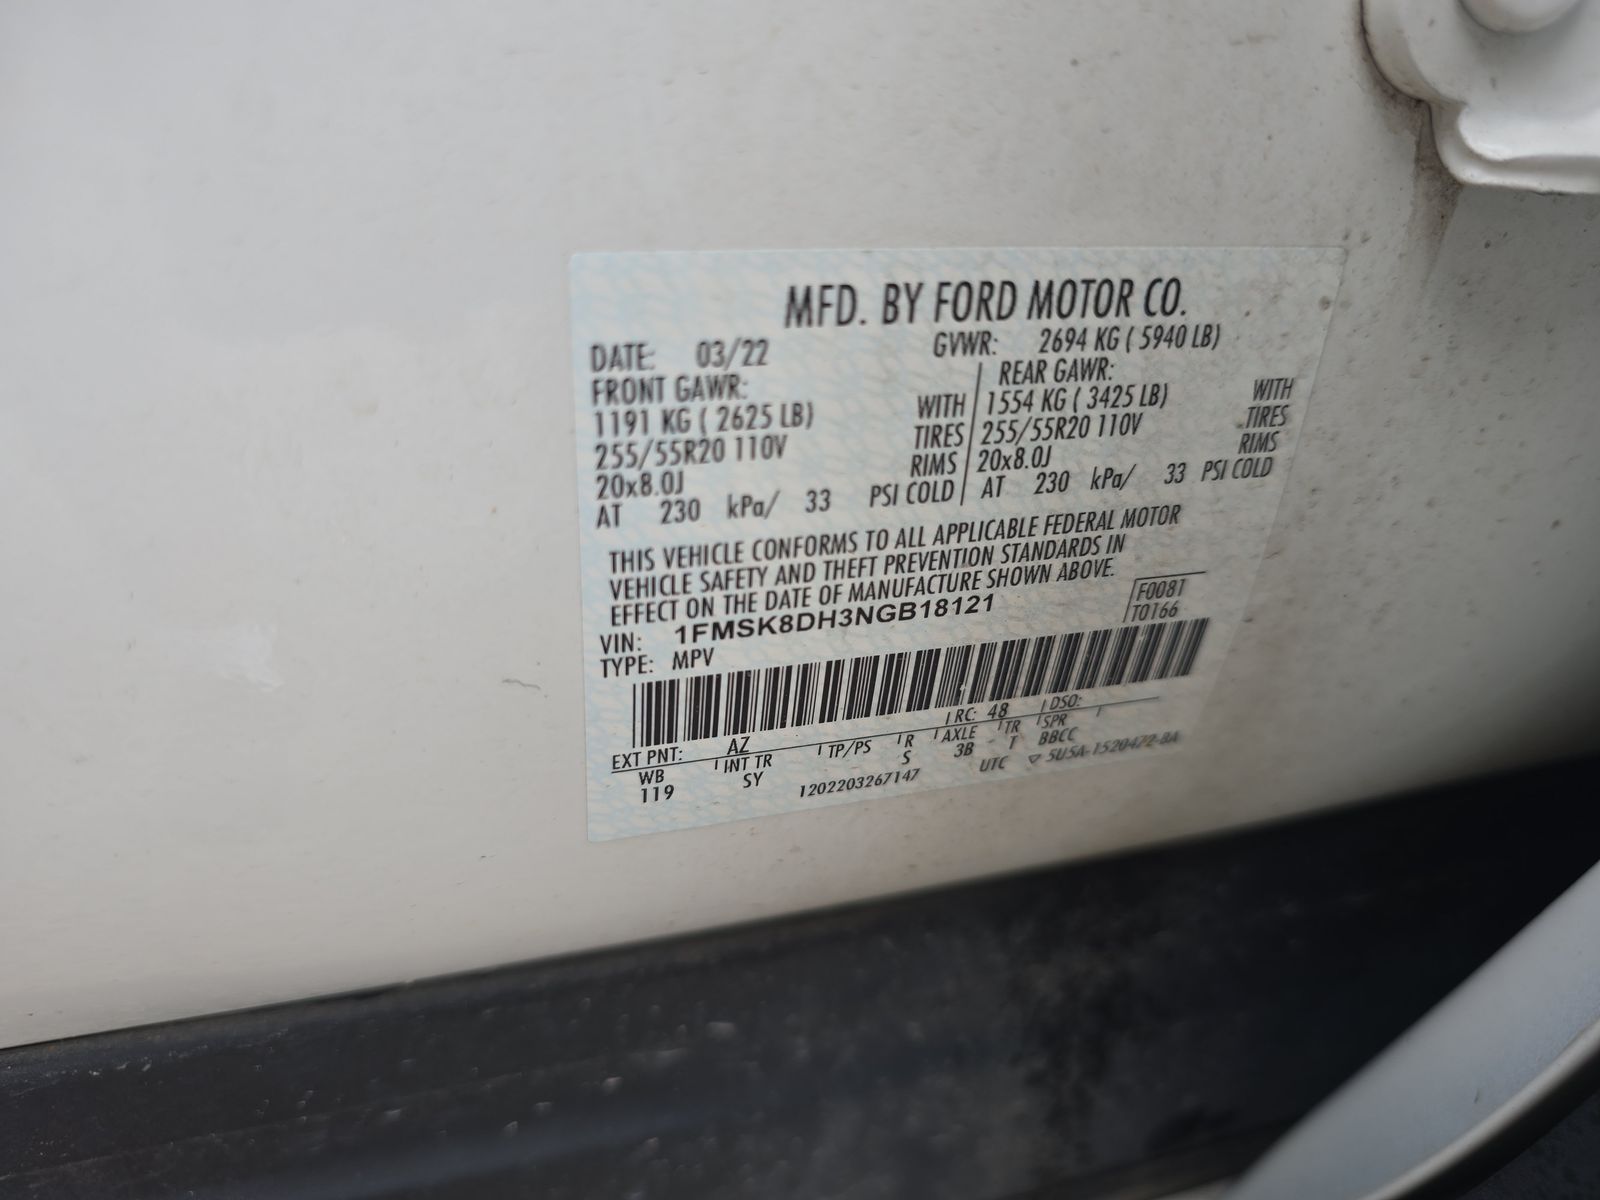 MFD. BY FORD MOTOR CO.
DATE: 03/22 GVWR: 2694 KG ( 5940 LB)
FRONT GAWR: REAR GAWR:
1191 KG ( 2625 LB) WITH 1554 KG ( 3425 LB) WITH
255/55R20 110V TIRES 255/55R20 110V TIRES
20x8.0J RIMS 20x8.0J RIMS
AT 230 kPa/ 33 PSI COLD AT 230 kPa/ 33 PSI COLD
THIS VEHICLE CONFORMS TO ALL APPLICABLE FEDERAL MOTOR
VEHICLE SAFETY AND THEFT PREVENTION STANDARDS IN
EFFECT ON THE DATE OF MANUFACTURE SHOWN ABOVE.
VIN: 1FMSK8DH3NGB18121 F0081
TYPE: MPV T0166
EXT PNT: AZ RC: 48 DSO:
WB INT TR TP/PS R AXLE TR SPR
119 SY S 3B - T BBCC
1202203267147 UTC ▽ 5U5A-1520472-BA